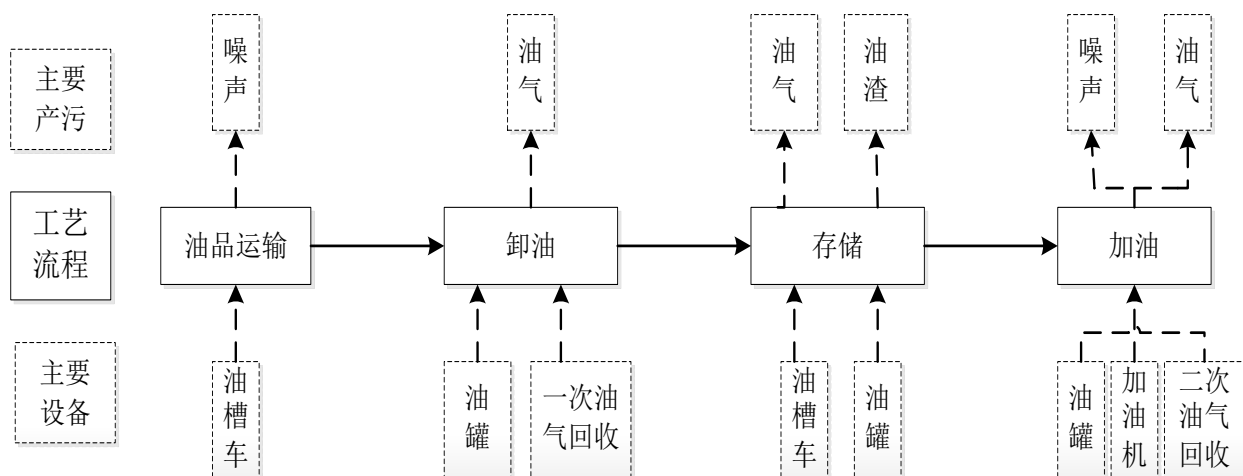 主要
产污
噪
声
油
气
油
气
油
渣
噪
声
油
气
工艺
流程
油品运输
卸油
存储
加油
主要
设备
油
槽
车
油
罐
一次油
气回收
油
槽
车
油
罐
油
罐
加
油
机
二次
油气
回收